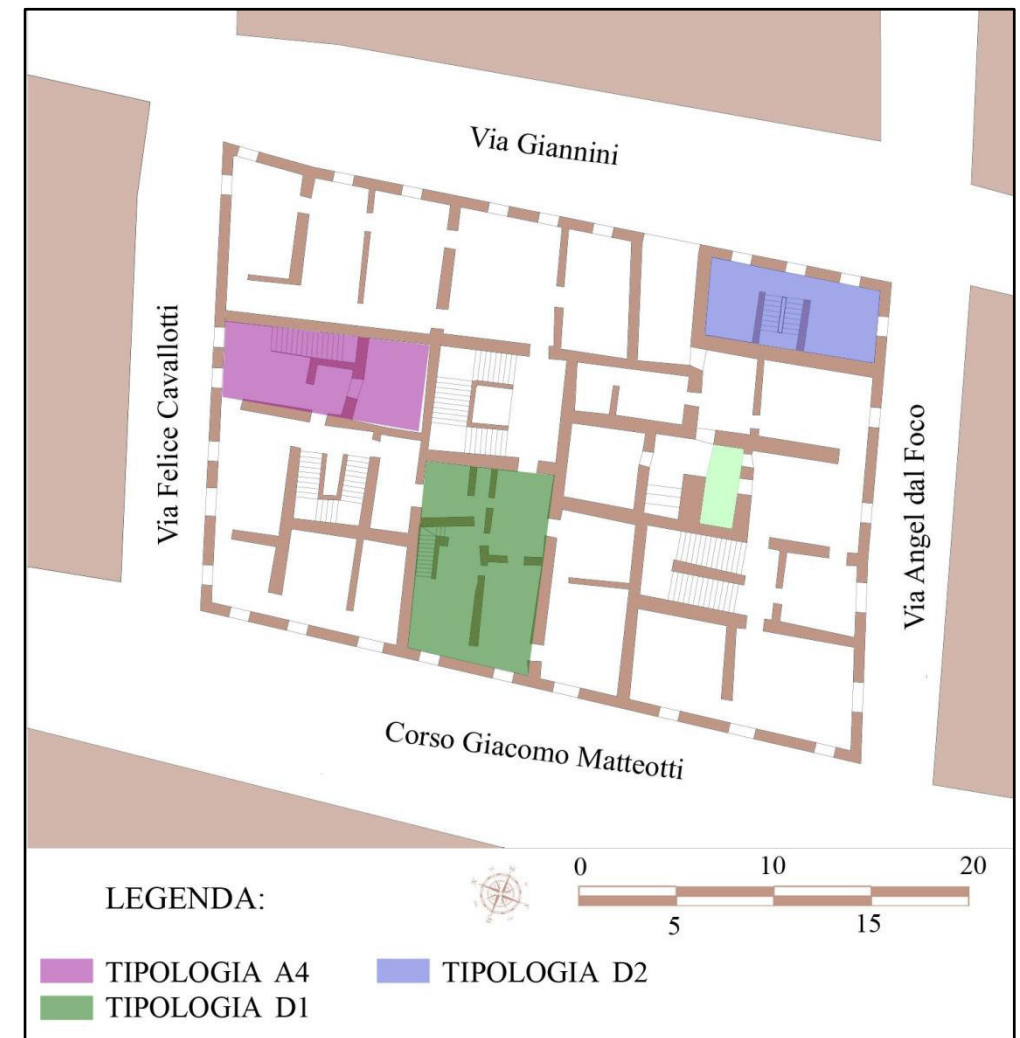 Via Giannini
Via Felice Cavallotti
Via Angel dal Foco
Corso Giacomo Matteotti
0 10 20
5 15
LEGENDA:
TIPOLOGIA A4
TIPOLOGIA D2
TIPOLOGIA D1